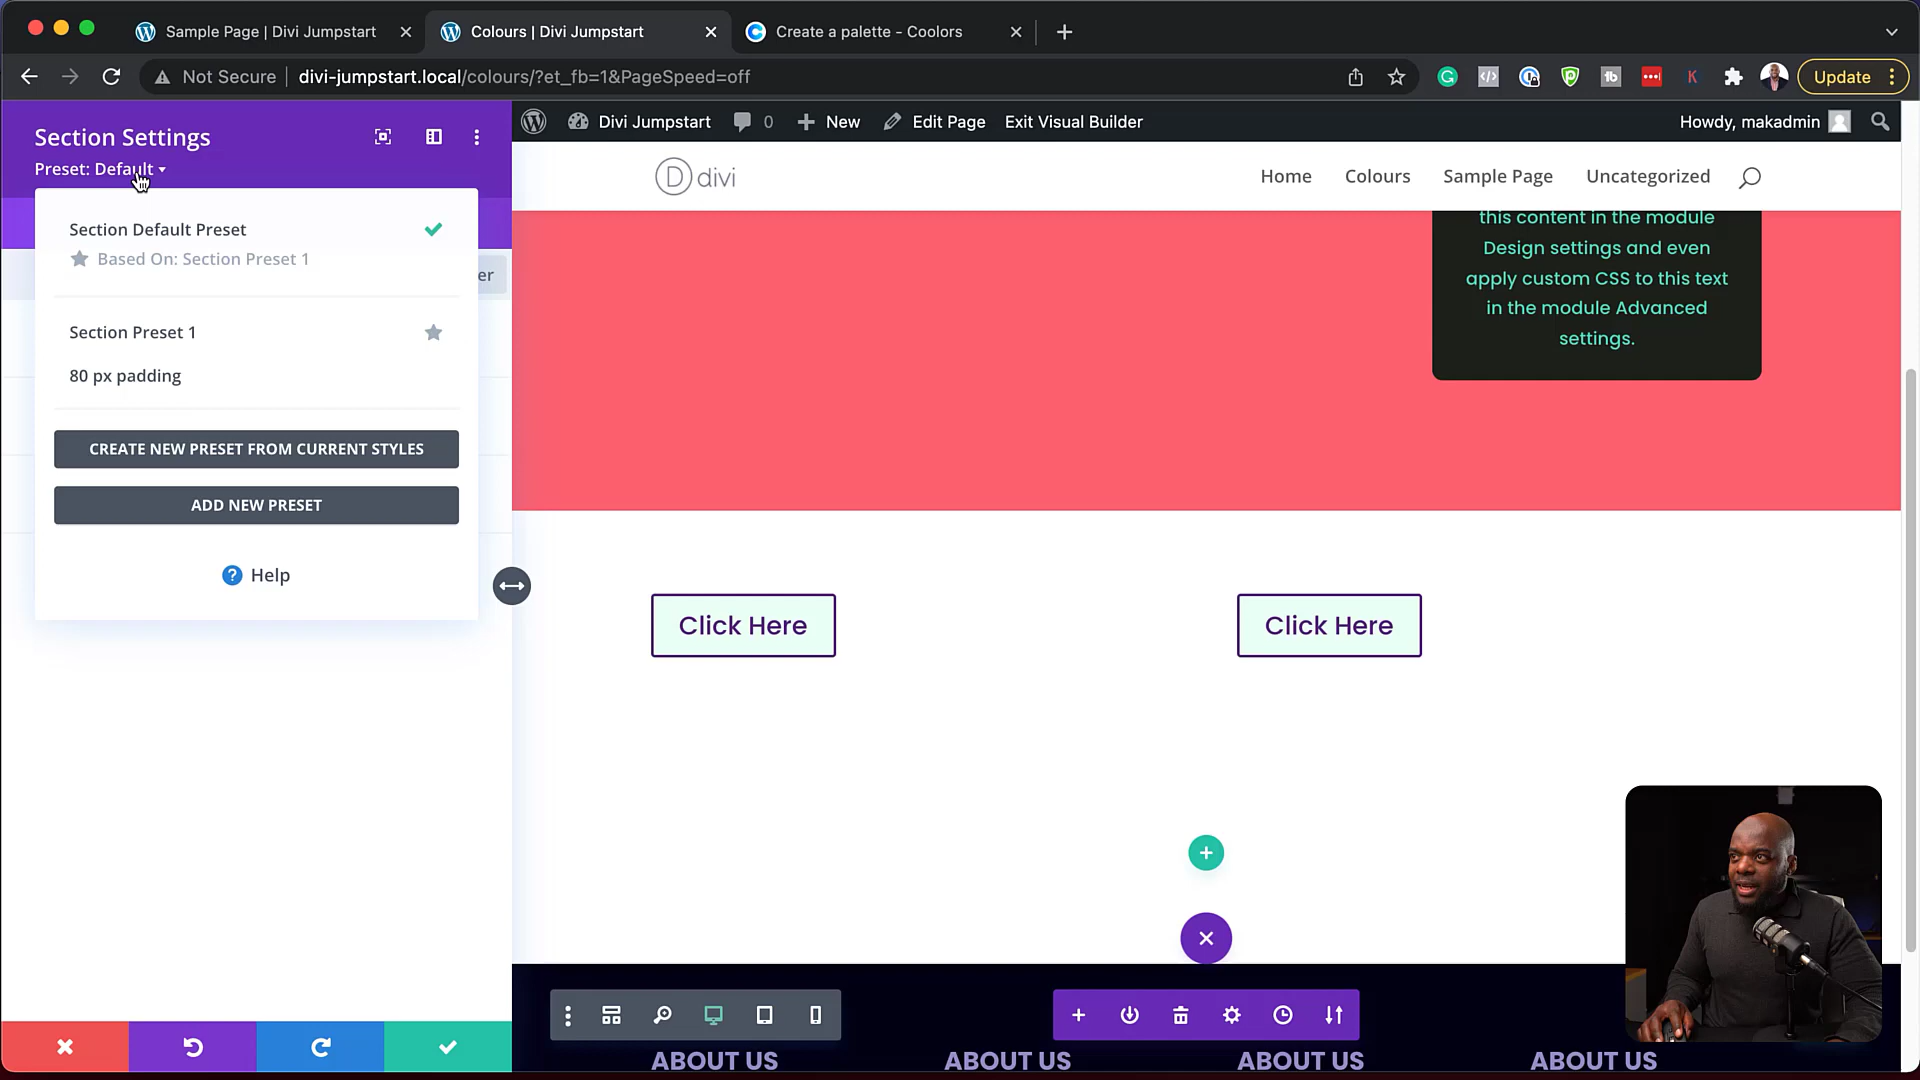 Sample Page | Divi Jumpstart
Colours | Divi Jumpstart
Create a palette - Coolors
Not Secure
divi-jumpstart.local/colours/?et_fb=1&PageSpeed=off
Update
Section Settings
Preset: Default
Section Default Preset
Based On: Section Preset 1
er
Section Preset 1
80 px padding
CREATE NEW PRESET FROM CURRENT STYLES
ADD NEW PRESET
? Help
Divi Jumpstart
0
New
Edit Page
Exit Visual Builder
Howdy, makadmin
D divi
Home
Colours
Sample Page
Uncategorized
this content in the module
Design settings and even
apply custom CSS to this text
in the module Advanced
settings.
Click Here
Click Here
ABOUT US
ABOUT US
ABOUT US
ABOUT US